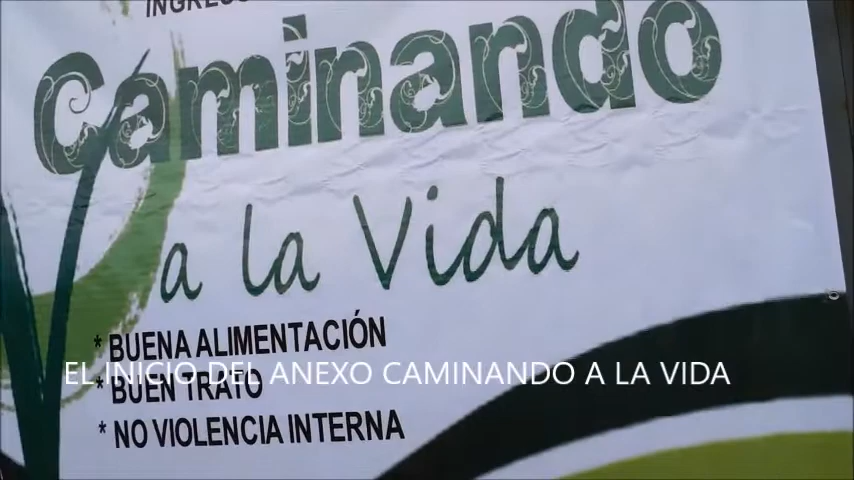 Caminando
a la Vida
* BUENA ALIMENTACIÓN
EL INICIO DEL ANEXO CAMINANDO A LA VIDA
* BUEN TRATO
* NO VIOLENCIA INTERNA